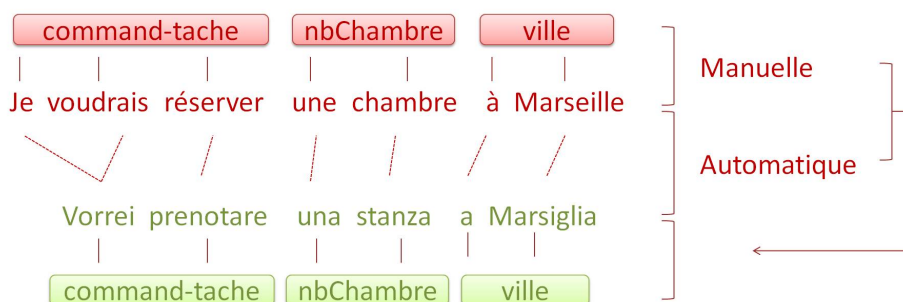 command-tache nbChambre ville
Manuelle
Je voudrais réserver une chambre à Marseille
Automatique
Vorrei prenotare una stanza a Marsiglia
command-tache nbChambre ville